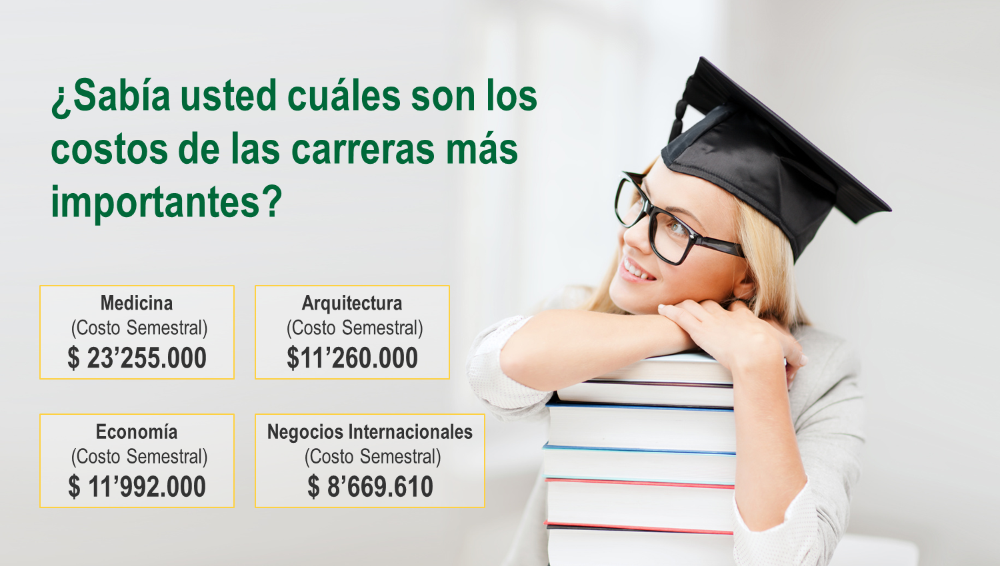 ¿Sabía usted cuáles son los
costos de las carreras más
importantes?
Medicina
(Costo Semestral)
$ 23’255.000
Arquitectura
(Costo Semestral)
$11’260.000
Economía
(Costo Semestral)
$ 11’992.000
Negocios Internacionales
(Costo Semestral)
$ 8’669.610